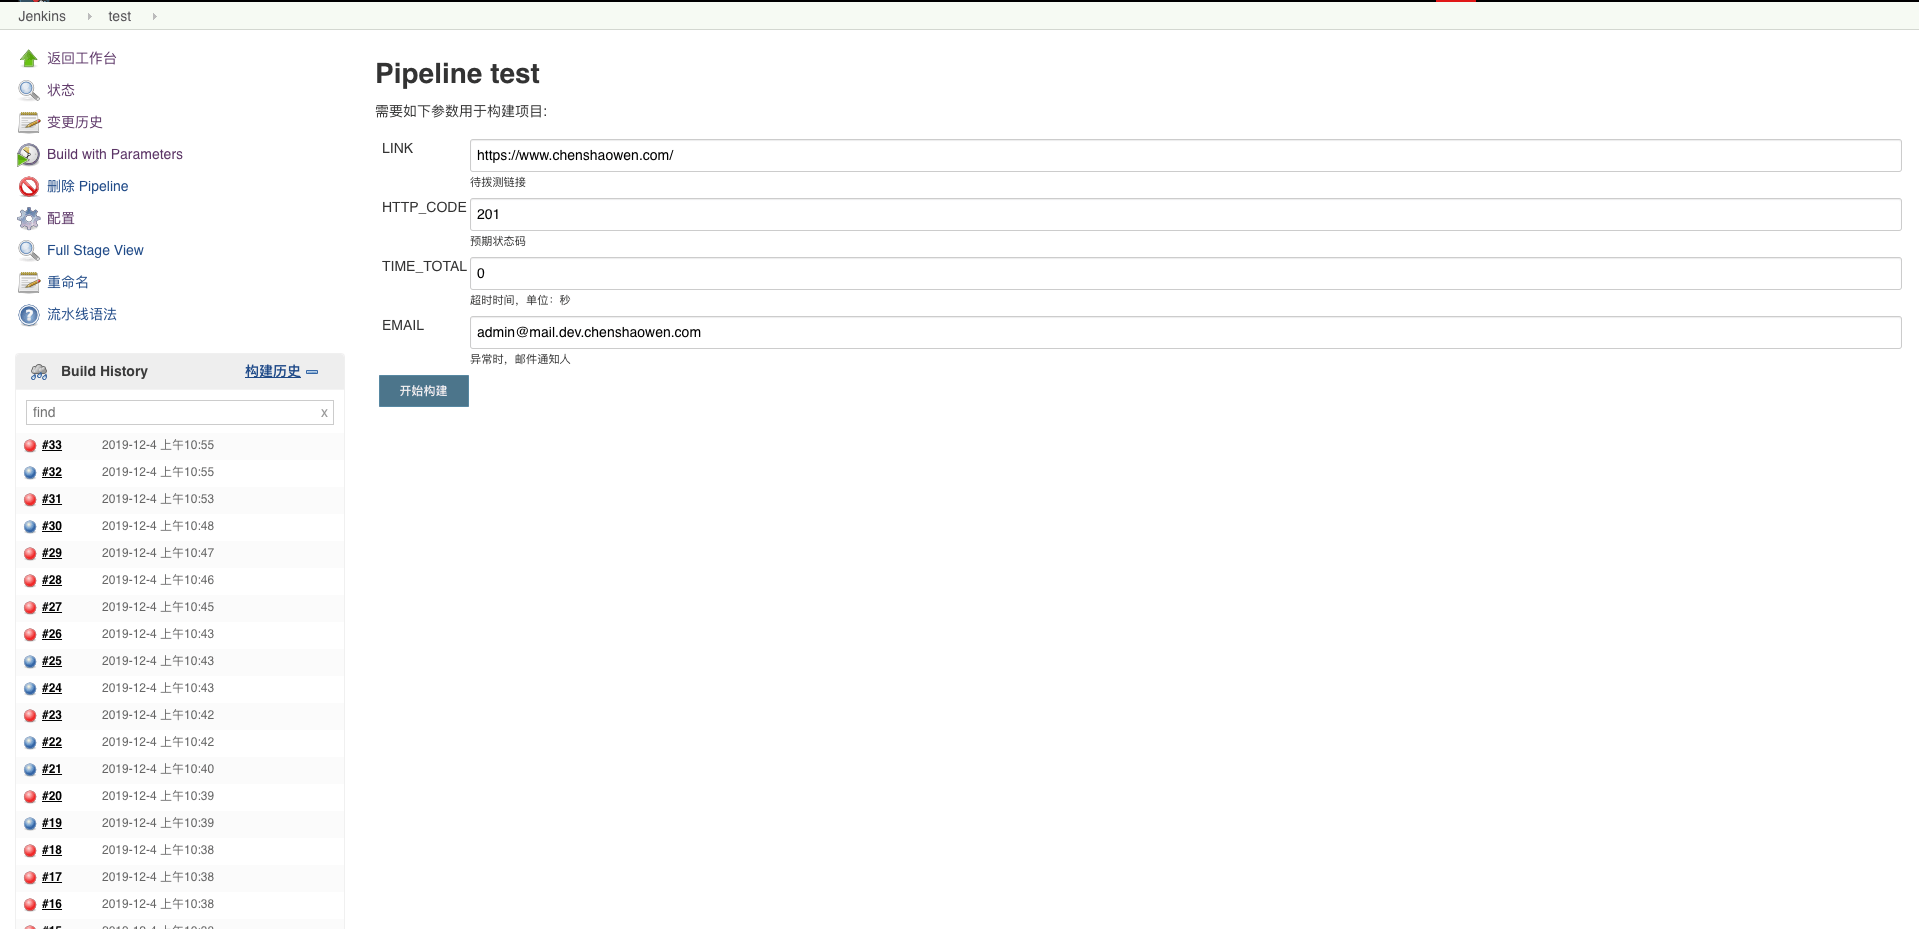 Jenkins test
返回工作台
状态
变更历史
Build with Parameters
删除 Pipeline
配置
Full Stage View
重命名
流水线语法
Build History 构建历史
find x
#33 2019-12-4 上午10:55
#32 2019-12-4 上午10:55
#31 2019-12-4 上午10:53
#30 2019-12-4 上午10:48
#29 2019-12-4 上午10:47
#28 2019-12-4 上午10:46
#27 2019-12-4 上午10:45
#26 2019-12-4 上午10:43
#25 2019-12-4 上午10:43
#24 2019-12-4 上午10:43
#23 2019-12-4 上午10:42
#22 2019-12-4 上午10:42
#21 2019-12-4 上午10:40
#20 2019-12-4 上午10:39
#19 2019-12-4 上午10:39
#18 2019-12-4 上午10:38
#17 2019-12-4 上午10:38
#16 2019-12-4 上午10:38
Pipeline test
需要如下参数用于构建项目:
LINK https://www.chenshaowen.com/
待拨测链接
HTTP_CODE 201
预期状态码
TIME_TOTAL 0
超时时间，单位：秒
EMAIL admin@mail.dev.chenshaowen.com
异常时，邮件通知人
开始构建